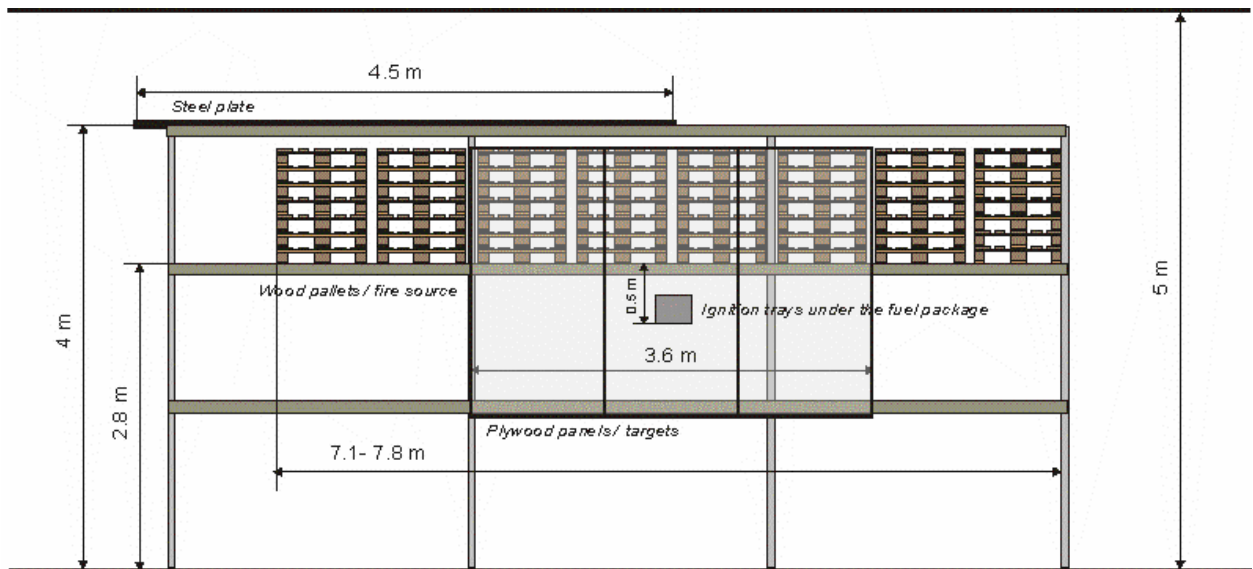 4.5 m
Steel plate
5 m
4 m
Wood pallets / fire source
0.5 m
Ignition trays under the fuel package
3.6 m
2.8 m
Plywood panels / targets
7.1- 7.8 m